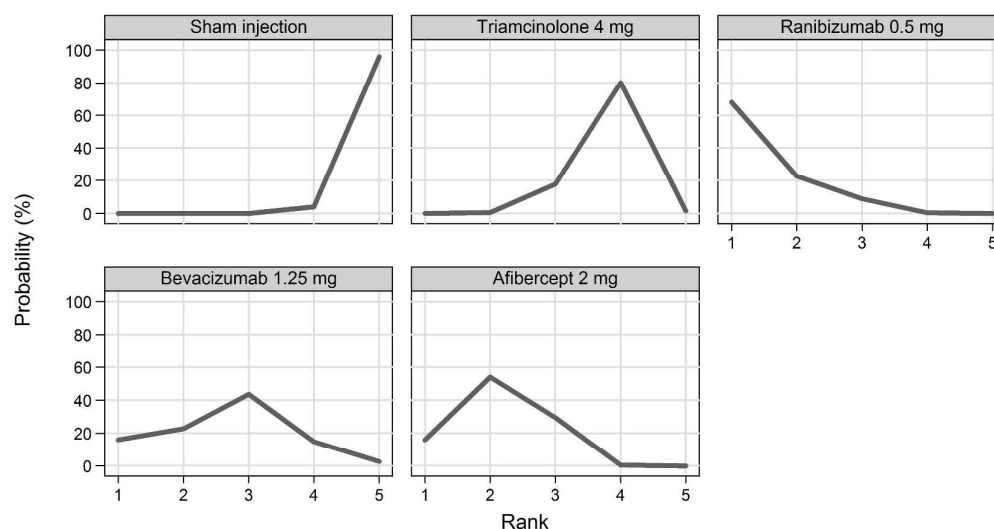 Sham injection
Triamcinolone 4 mg
Ranibizumab 0.5 mg
100
80
60
40
20
0
1 2 3 4 5
Bevacizumab 1.25 mg
Afibercept 2 mg
100
80
60
40
20
0
1 2 3 4 5
1 2 3 4 5
Probability (%)
Rank